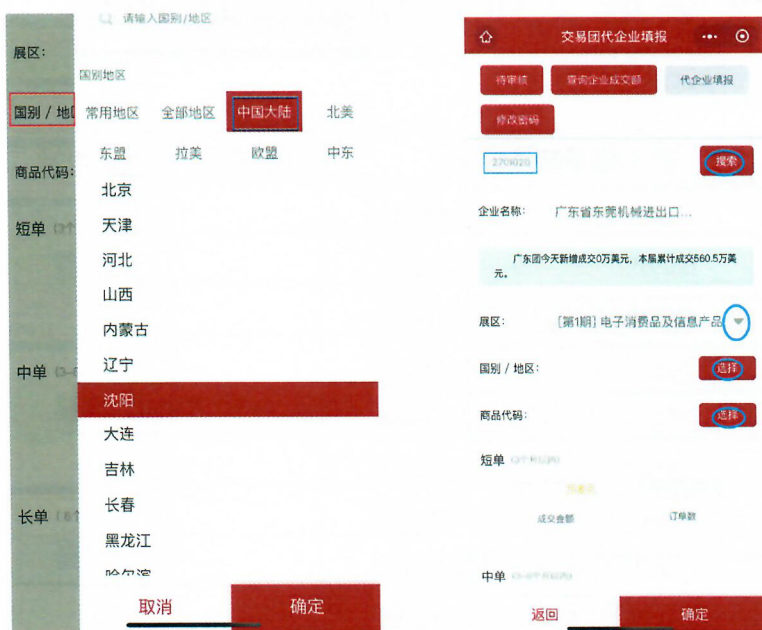 请输入国别/地区
展区：
国别地区
国别 / 地
常用地区 全部地区 中国大陆 北美
东盟 拉美 欧盟 中东
商品代码：
北京
天津
短单
河北
山西
内蒙古
辽宁
中单
沈阳
大连
吉林
长春
长单
黑龙江
哈尔滨
取消 确定
交易团代企业填报
待审核 查询企业成交额 代企业填报
修改密码
2701020 搜索
企业名称： 广东省东莞机械进出口...
广东团今天新增成交0万美元，本届累计成交560.5万美
元。
展区： [第1期] 电子消费品及信息产品
国别 / 地区： 选择
商品代码： 选择
短单
成交金额 订单数
中单
返回 确定